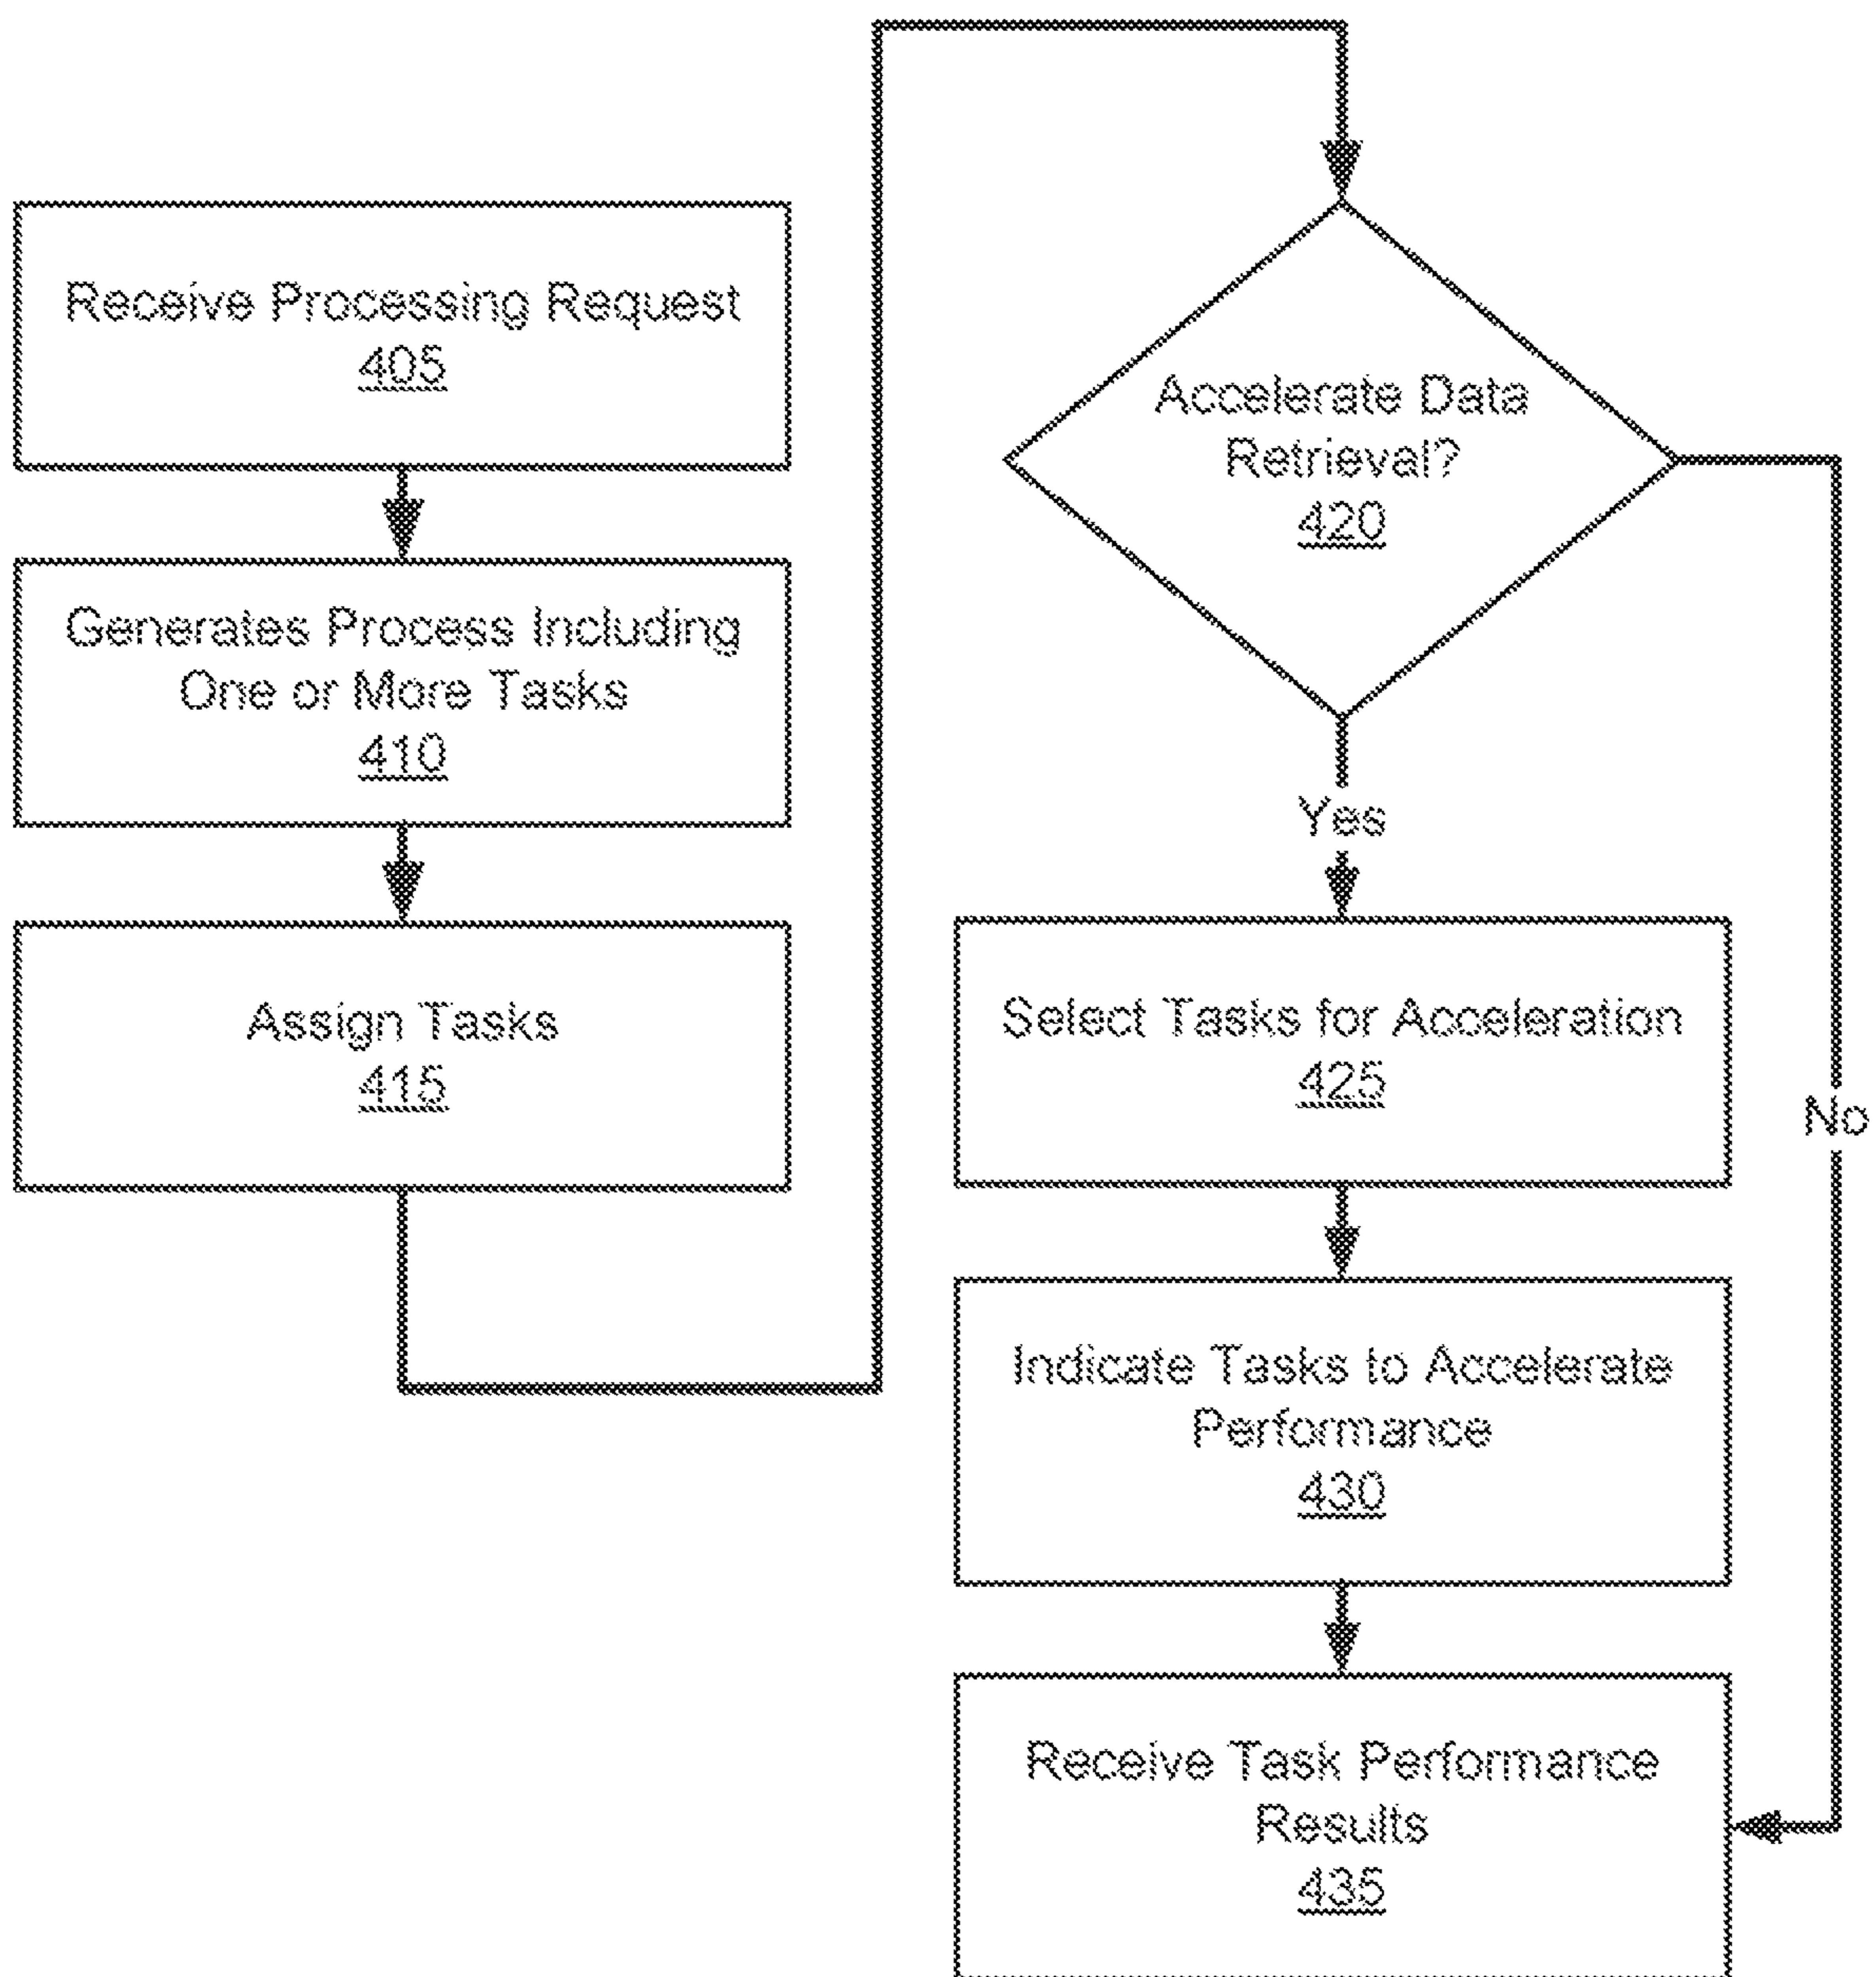 Receive Processing Request
405
Generates Process Including
One or More Tasks
410
Assign Tasks
415
Accelerate Data
Retrieval?
420
Yes
No
Select Tasks for Acceleration
425
Indicate Tasks to Accelerate
Performance
430
Receive Task Performance
Results
435